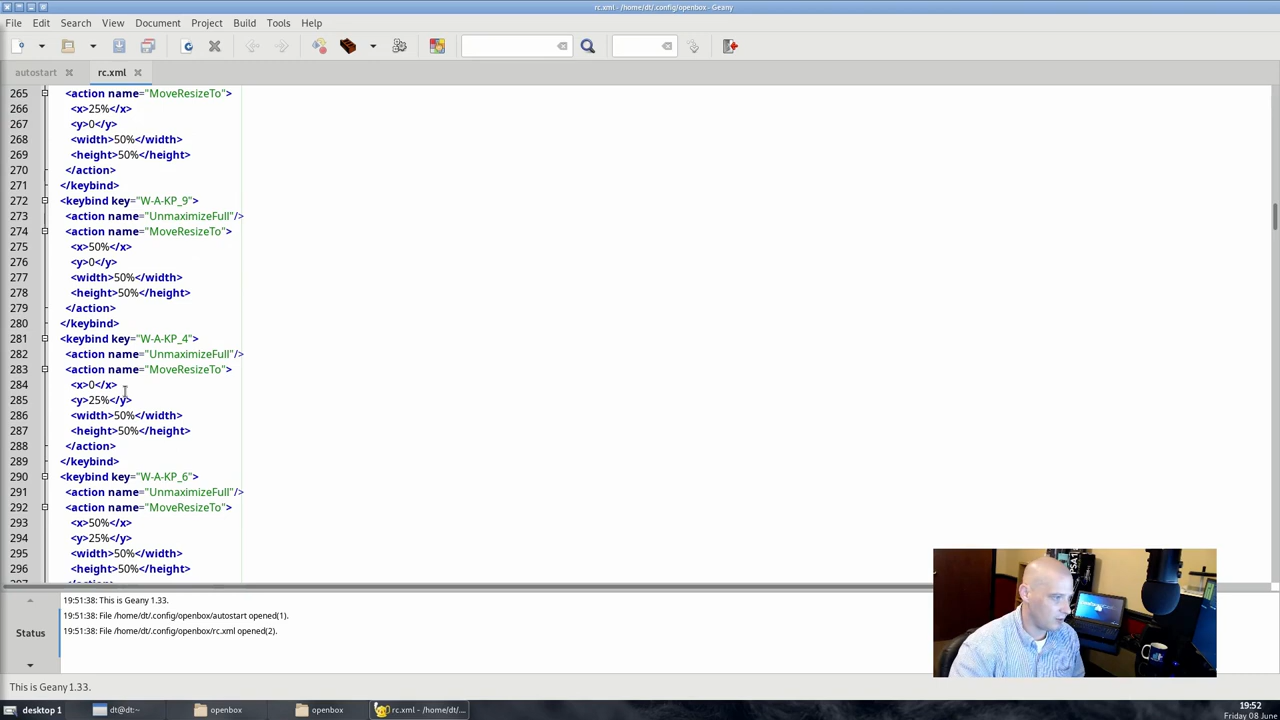 rc.xml - /home/dt/.config/openbox - Geany
File Edit Search View Document Project Build Tools Help
autostart rc.xml
265 <action name="MoveResizeTo">
266 <x>25%</x>
267 <y>0</y>
268 <width>50%</width>
269 <height>50%</height>
270 </action>
271 </keybind>
272 <keybind key="W-A-KP_9">
273 <action name="UnmaximizeFull"/>
274 <action name="MoveResizeTo">
275 <x>50%</x>
276 <y>0</y>
277 <width>50%</width>
278 <height>50%</height>
279 </action>
280 </keybind>
281 <keybind key="W-A-KP_4">
282 <action name="UnmaximizeFull"/>
283 <action name="MoveResizeTo">
284 <x>0</x>
285 <y>25%</y>
286 <width>50%</width>
287 <height>50%</height>
288 </action>
289 </keybind>
290 <keybind key="W-A-KP_6">
291 <action name="UnmaximizeFull"/>
292 <action name="MoveResizeTo">
293 <x>50%</x>
294 <y>25%</y>
295 <width>50%</width>
296 <height>50%</height>
19:51:38: This is Geany 1.33.
19:51:38: File /home/dt/.config/openbox/autostart opened(1).
Status
19:51:38: File /home/dt/.config/openbox/rc.xml opened(2).
This is Geany 1.33.
desktop 1 dt@dt:~ openbox openbox rc.xml - /home/dt/... 19:52
Friday 08 June